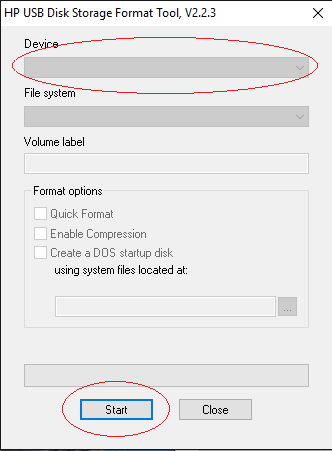 HP USB Disk Storage Format Tool, V2.2.3
Device
File system
Volume label
Format options
Quick Format
Enable Compression
Create a DOS startup disk
using system files located at:
...
Start
Close